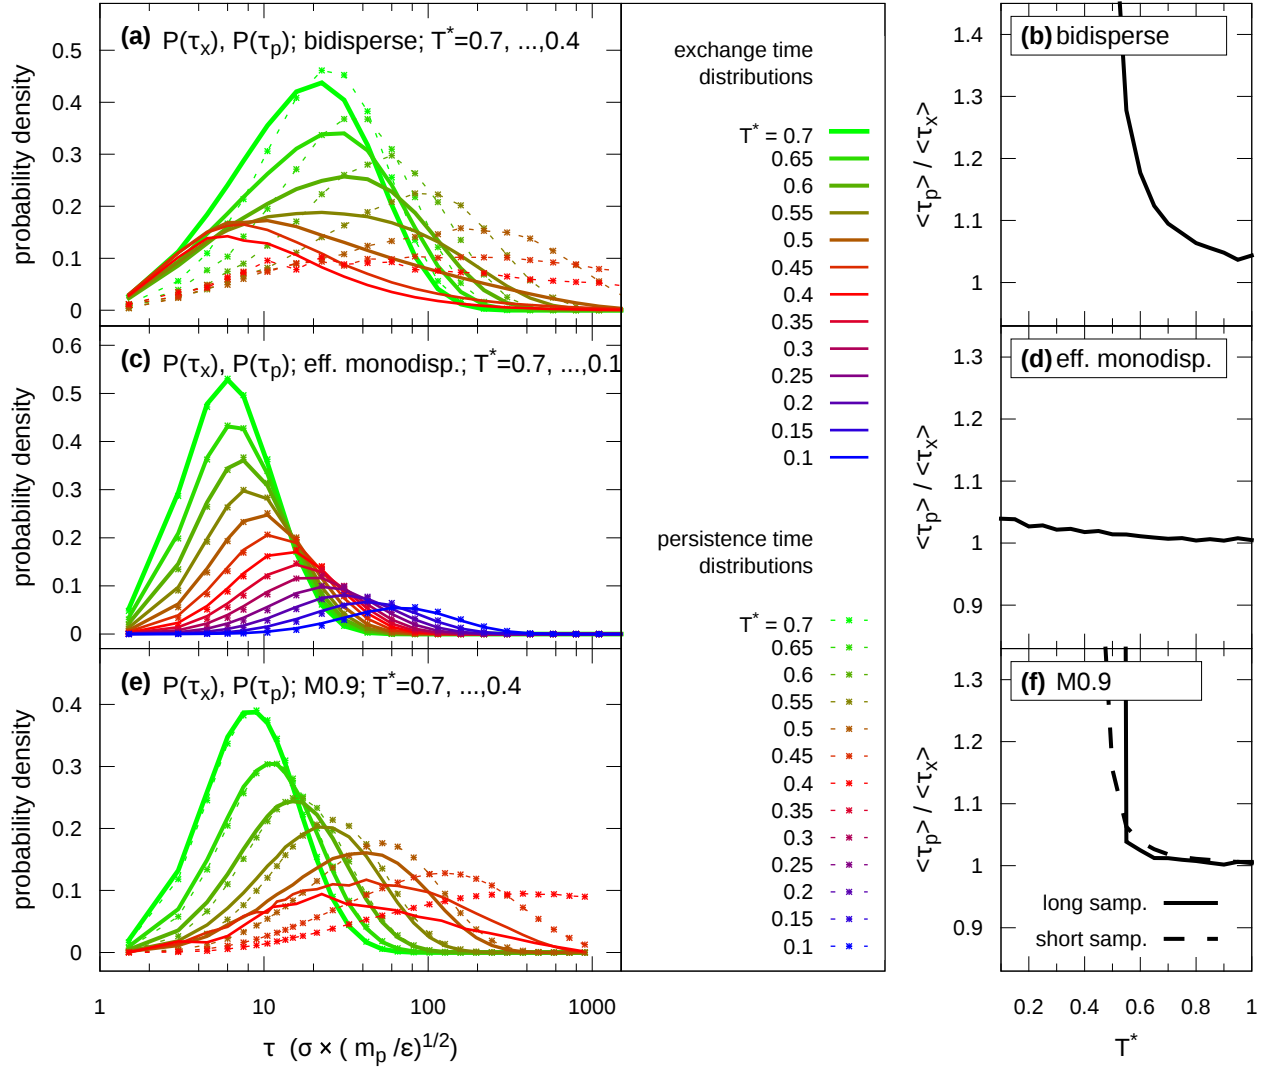 (a) P(τx), P(τp); bidisperse; T*=0.7, ...,0.4
probability density
0.5
0.4
0.3
0.2
0.1
0
(c) P(τx), P(τp); eff. monodisp.; T*=0.7, ...,0.1
probability density
0.6
0.5
0.4
0.3
0.2
0.1
0
(e) P(τx), P(τp); M0.9; T*=0.7, ...,0.4
probability density
0.4
0.3
0.2
0.1
0
1 10 100 1000
τ (σ × ( mp /ε)1/2)
exchange time
distributions
T* = 0.7
0.65
0.6
0.55
0.5
0.45
0.4
0.35
0.3
0.25
0.2
0.15
0.1
persistence time
distributions
T* = 0.7
0.65
0.6
0.55
0.5
0.45
0.4
0.35
0.3
0.25
0.2
0.15
0.1
(b) bidisperse
<τp> / <τx>
1.4
1.3
1.2
1.1
1
(d) eff. monodisp.
<τp> / <τx>
1.3
1.2
1.1
1
0.9
(f) M0.9
<τp> / <τx>
1.3
1.2
1.1
1
0.9
long samp.
short samp.
0.2 0.4 0.6 0.8 1
T*